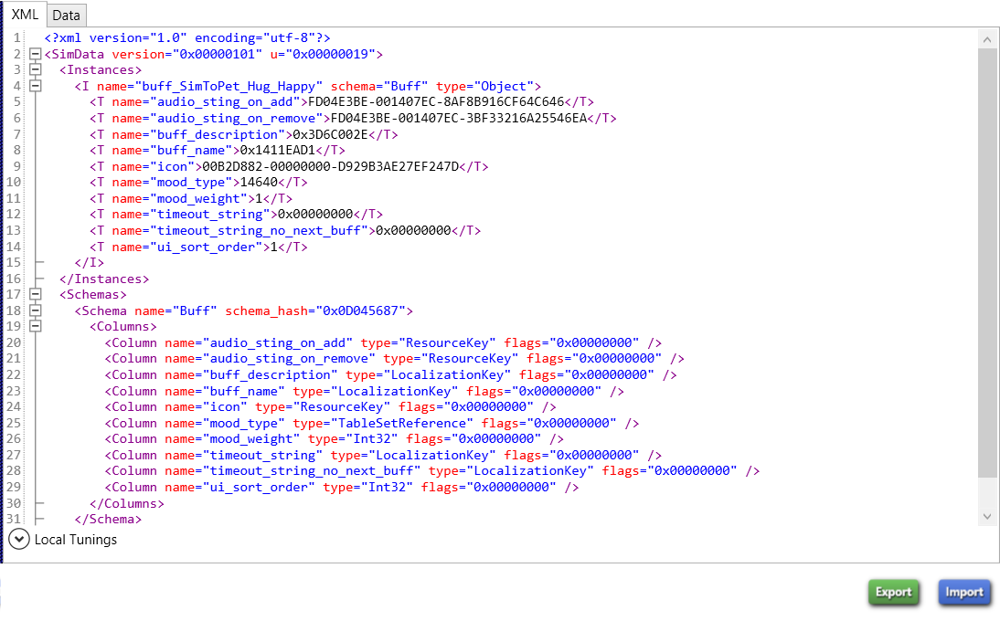 XML Data
1 <?xml version="1.0" encoding="utf-8"?>
2 <SimData version="0x00000101" u="0x00000019">
3 <Instances>
4 <I name="buff_SimToPet_Hug_Happy" schema="Buff" type="Object">
5 <T name="audio_sting_on_add">FD04E3BE-001407EC-8AF8B916CF64C646</T>
6 <T name="audio_sting_on_remove">FD04E3BE-001407EC-3BF33216A25546EA</T>
7 <T name="buff_description">0x3D6C002E</T>
8 <T name="buff_name">0x1411EAD1</T>
9 <T name="icon">00B2D882-00000000-D929B3AE27EF247D</T>
10 <T name="mood_type">14640</T>
11 <T name="mood_weight">1</T>
12 <T name="timeout_string">0x00000000</T>
13 <T name="timeout_string_no_next_buff">0x00000000</T>
14 <T name="ui_sort_order">1</T>
15 </I>
16 </Instances>
17 <Schemas>
18 <Schema name="Buff" schema_hash="0x0D045687">
19 <Columns>
20 <Column name="audio_sting_on_add" type="ResourceKey" flags="0x00000000" />
21 <Column name="audio_sting_on_remove" type="ResourceKey" flags="0x00000000" />
22 <Column name="buff_description" type="LocalizationKey" flags="0x00000000" />
23 <Column name="buff_name" type="LocalizationKey" flags="0x00000000" />
24 <Column name="icon" type="ResourceKey" flags="0x00000000" />
25 <Column name="mood_type" type="TableSetReference" flags="0x00000000" />
26 <Column name="mood_weight" type="Int32" flags="0x00000000" />
27 <Column name="timeout_string" type="LocalizationKey" flags="0x00000000" />
28 <Column name="timeout_string_no_next_buff" type="LocalizationKey" flags="0x00000000" />
29 <Column name="ui_sort_order" type="Int32" flags="0x00000000" />
30 </Columns>
31 </Schema>
Local Tunings
Export Import